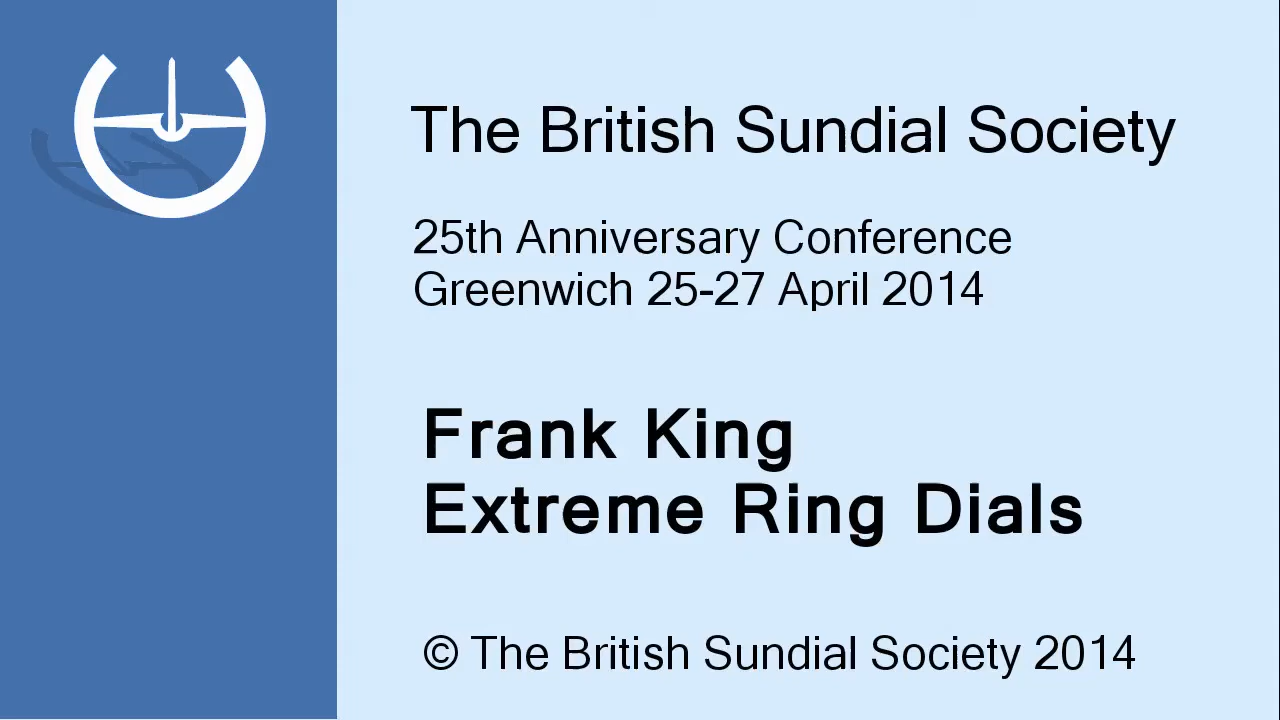 The British Sundial Society
25th Anniversary Conference
Greenwich 25-27 April 2014
Frank King
Extreme Ring Dials
© The British Sundial Society 2014